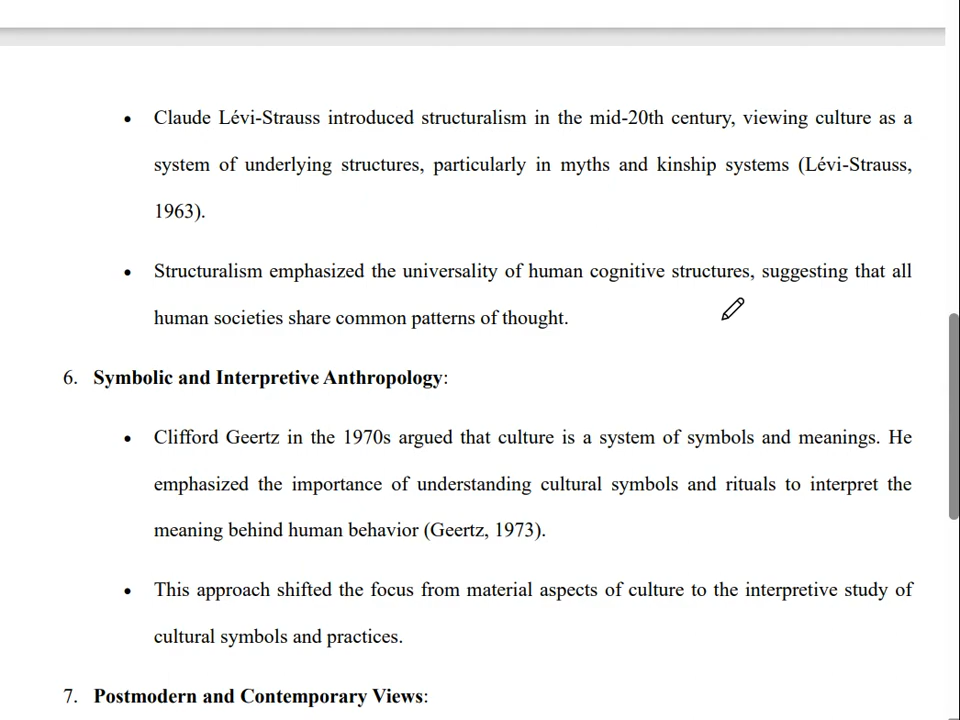 • Claude Lévi-Strauss introduced structuralism in the mid-20th century, viewing culture as a
system of underlying structures, particularly in myths and kinship systems (Lévi-Strauss,
1963).
• Structuralism emphasized the universality of human cognitive structures, suggesting that all
human societies share common patterns of thought.
6. Symbolic and Interpretive Anthropology:
• Clifford Geertz in the 1970s argued that culture is a system of symbols and meanings. He
emphasized the importance of understanding cultural symbols and rituals to interpret the
meaning behind human behavior (Geertz, 1973).
• This approach shifted the focus from material aspects of culture to the interpretive study of
cultural symbols and practices.
7. Postmodern and Contemporary Views: